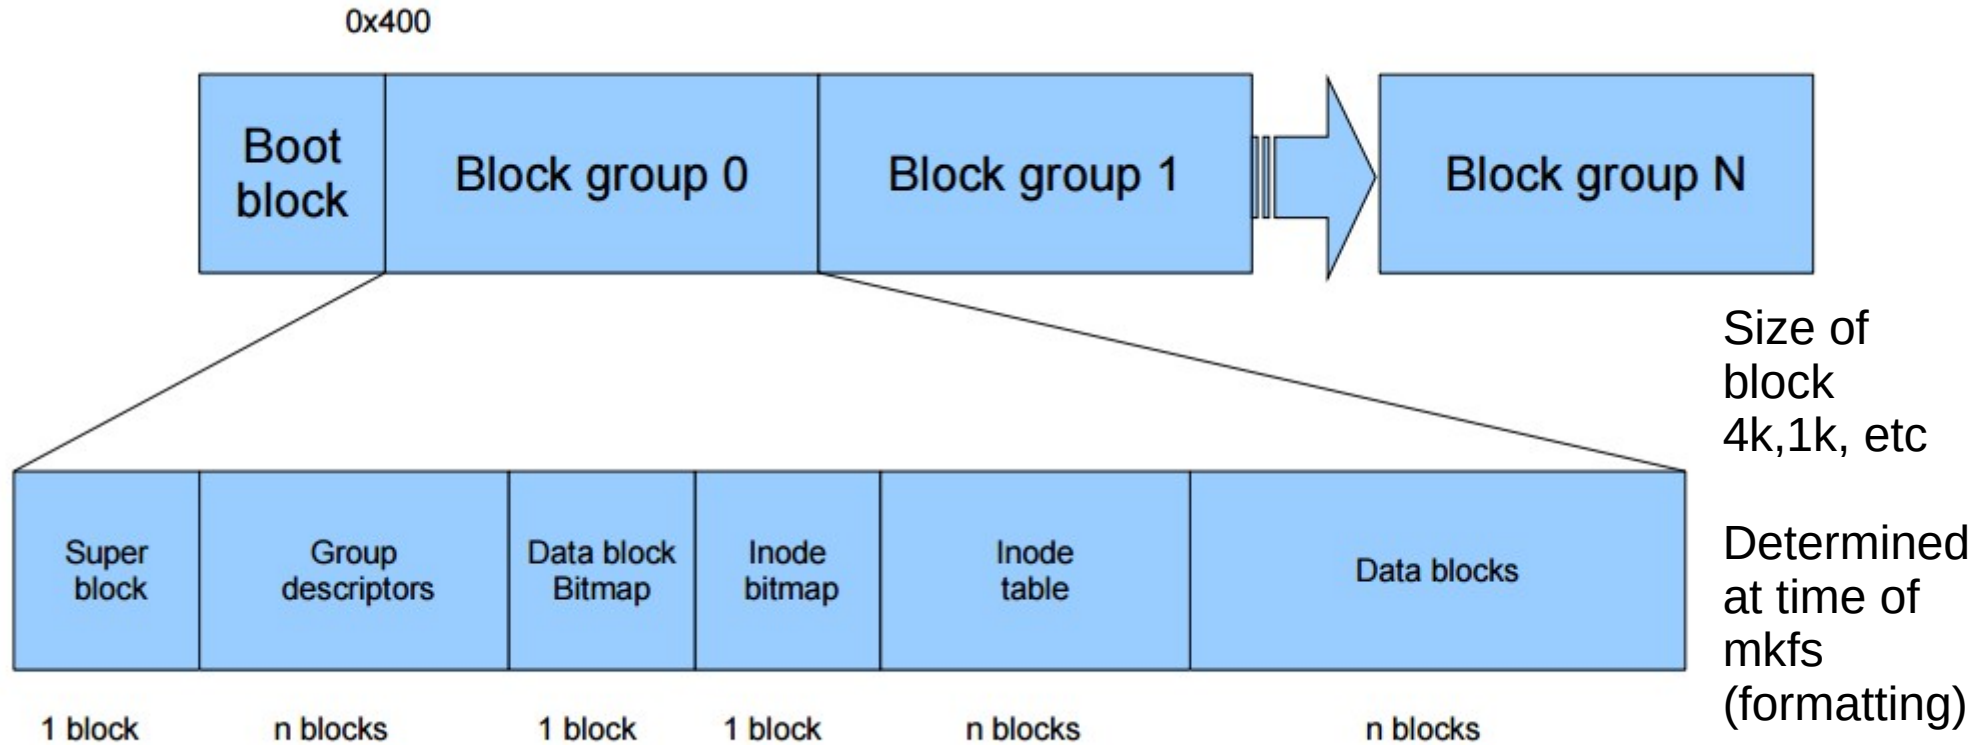 0x400
Boot
block
Block group 0
Block group 1
Block group N
Size of
block
4k,1k, etc
Determined
at time of
mkfs
(formatting)
Super
block
Group
descriptors
Data block
Bitmap
Inode
bitmap
Inode
table
Data blocks
1 block
n blocks
1 block
1 block
n blocks
n blocks